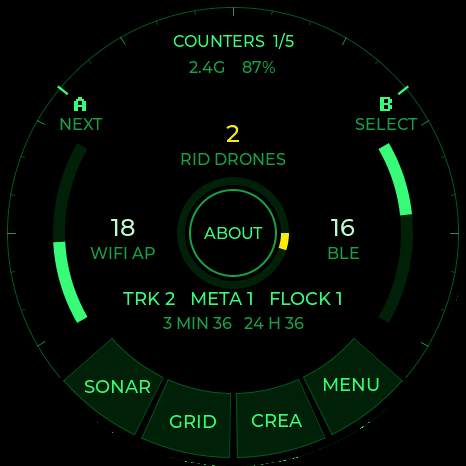 COUNTERS 1/5
2.4G 87%
A B
NEXT SELECT
2
RID DRONES
18 ABOUT 16
WIFI AP BLE
TRK 2 META 1 FLOCK 1
3 MIN 36 24 H 36
SONAR GRID CREA MENU